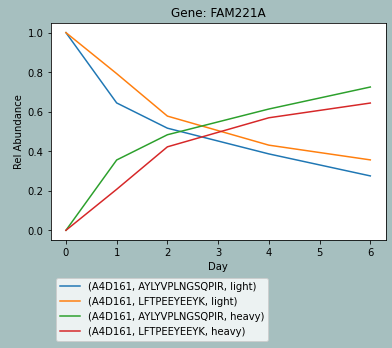 Gene: FAM221A
1.0
0.8
0.6
0.4
0.2
0.0
Rel Abundance
0 1 2 3 4 5 6
Day
(A4D161, AYLYVPLNGSQPIR, light)
(A4D161, LFTPEEYEEYK, light)
(A4D161, AYLYVPLNGSQPIR, heavy)
(A4D161, LFTPEEYEEYK, heavy)